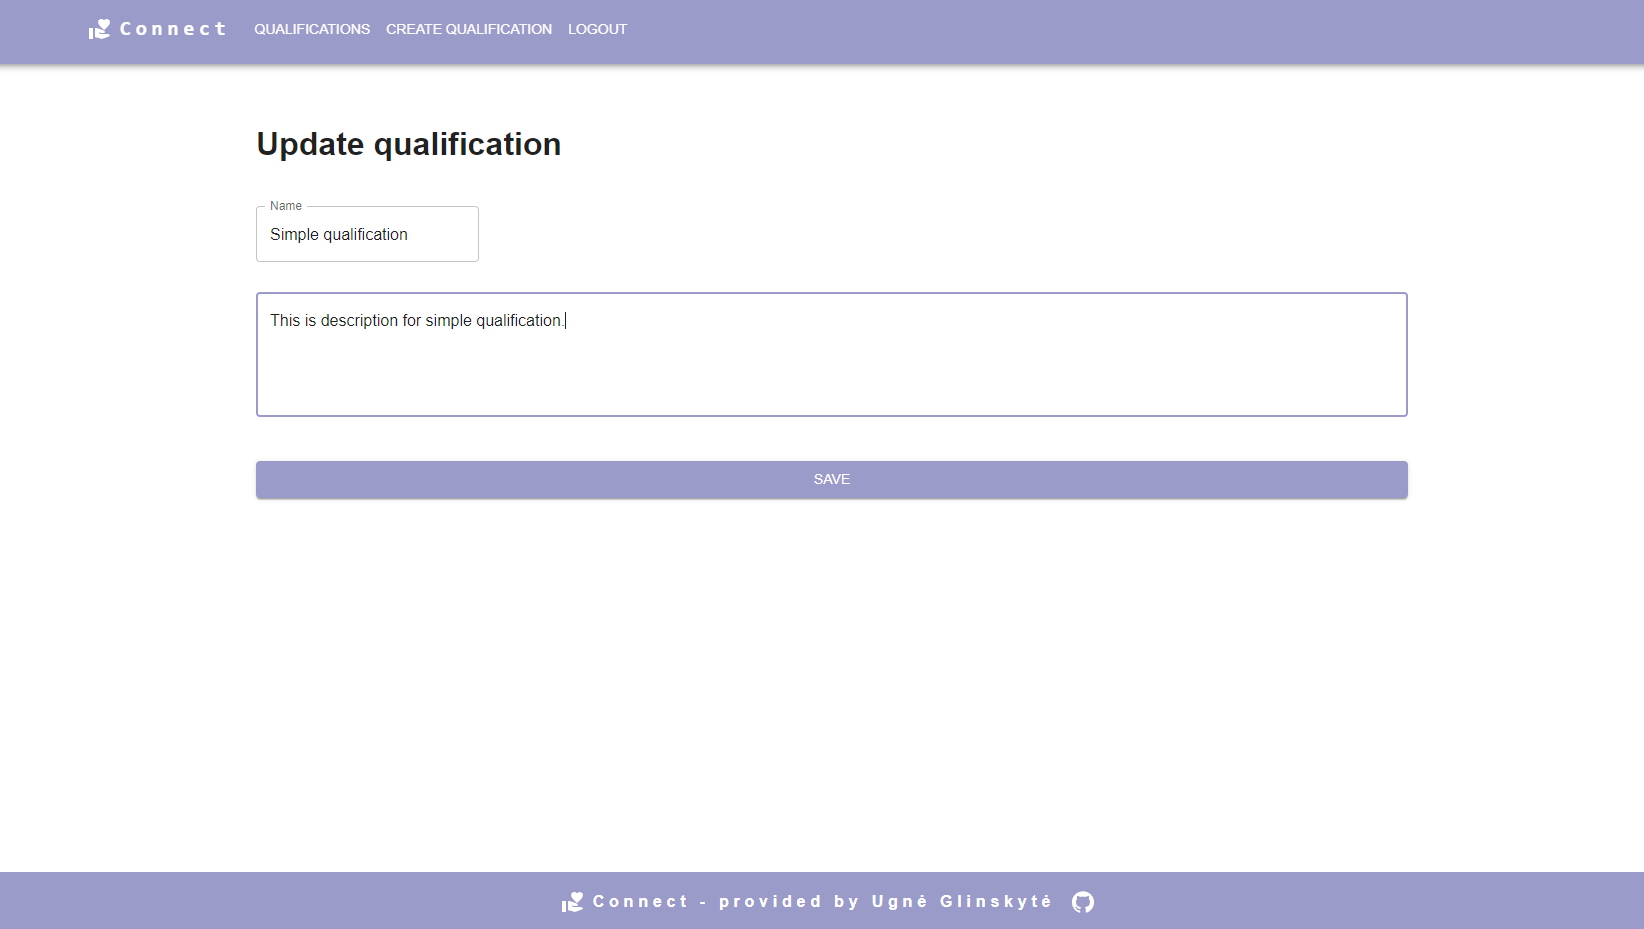 Connect QUALIFICATIONS CREATE QUALIFICATION LOGOUT
Update qualification
Name
Simple qualification
This is description for simple qualification.
SAVE
Connect - provided by Ugnė Glinskytė